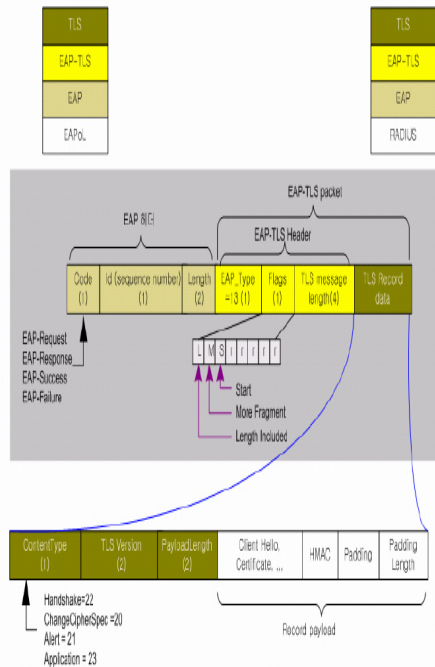 TLS
EAP-TLS
EAP
EAPoL
TLS
EAP-TLS
EAP
RADIUS
EAP-TLS packet
EAP 헤더
EAP-TLS Header
Code
(1)
Id (sequence number)
(1)
Length
(2)
EAP_Type
=13 (1)
Flags
(1)
TLS message
length(4)
TLS Record
data
EAP-Request
EAP-Response
EAP-Success
EAP-Failure
L M S r r r r r
Start
More Fragment
Length Included
ContentType
(1)
TLS Version
(2)
PayloadLength
(2)
Client Hello,
Certificate, ,,,
HMAC
Padding
Padding
Length
Handshake=22
ChangeCipherSpec =20
Alert = 21
Application = 23
Record payload